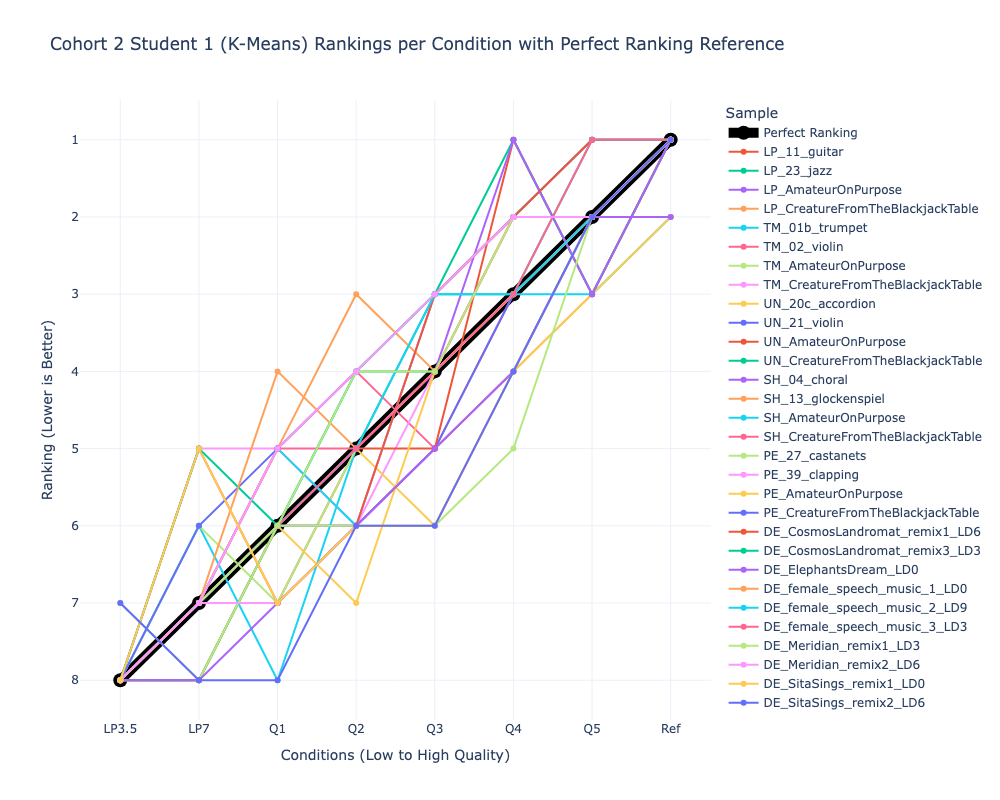 Cohort 2 Student 1 (K-Means) Rankings per Condition with Perfect Ranking Reference
Sample
Perfect Ranking
LP_11_guitar
LP_23_jazz
LP_AmateurOnPurpose
LP_CreatureFromTheBlackjackTable
TM_01b_trumpet
TM_02_violin
TM_AmateurOnPurpose
TM_CreatureFromTheBlackjackTable
UN_20c_accordion
UN_21_violin
UN_AmateurOnPurpose
UN_CreatureFromTheBlackjackTable
SH_04_choral
SH_13_glockenspiel
SH_AmateurOnPurpose
SH_CreatureFromTheBlackjackTable
PE_27_castanets
PE_39_clapping
PE_AmateurOnPurpose
PE_CreatureFromTheBlackjackTable
DE_CosmosLandromat_remix1_LD6
DE_CosmosLandromat_remix3_LD3
DE_ElephantsDream_LD0
DE_female_speech_music_1_LD0
DE_female_speech_music_2_LD9
DE_female_speech_music_3_LD3
DE_Meridian_remix1_LD3
DE_Meridian_remix2_LD6
DE_SitaSings_remix1_LD0
DE_SitaSings_remix2_LD6
Ranking (Lower is Better)
1
2
3
4
5
6
7
8
LP3.5 LP7 Q1 Q2 Q3 Q4 Q5 Ref
Conditions (Low to High Quality)